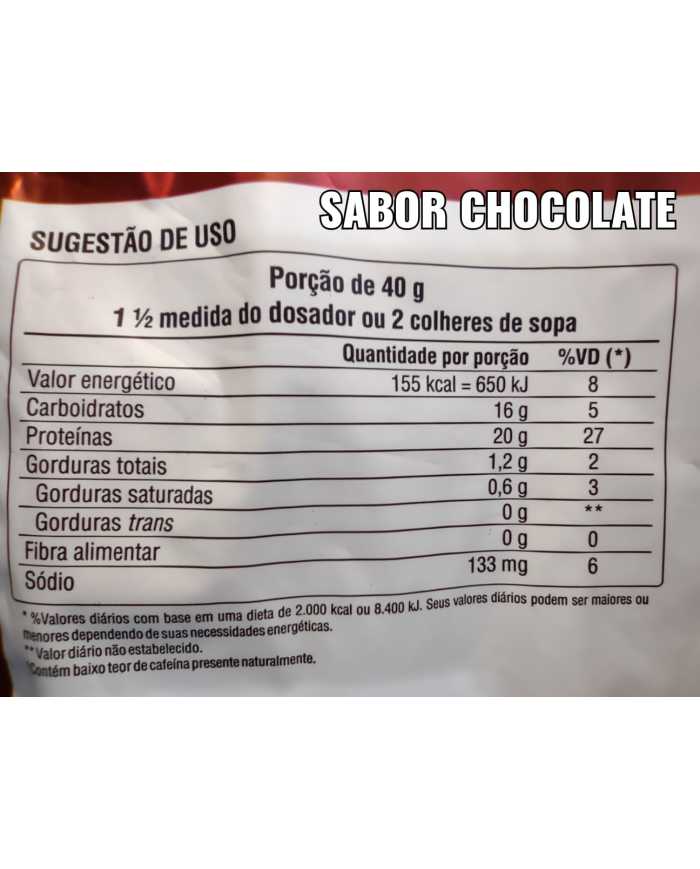 SABOR CHOCOLATE
SUGESTÃO DE USO
Porção de 40 g
1 ½ medida do dosador ou 2 colheres de sopa
Quantidade por porção %VD (*)
Valor energético 155 kcal = 650 kJ 8
Carboidratos 16 g 5
Proteínas 20 g 27
Gorduras totais 1,2 g 2
Gorduras saturadas 0,6 g 3
Gorduras trans 0 g **
Fibra alimentar 0 g 0
Sódio 133 mg 6
* %Valores diários com base em uma dieta de 2.000 kcal ou 8.400 kJ. Seus valores diários podem ser maiores ou
menores dependendo de suas necessidades energéticas.
** Valor diário não estabelecido.
Contém baixo teor de cafeína presente naturalmente.